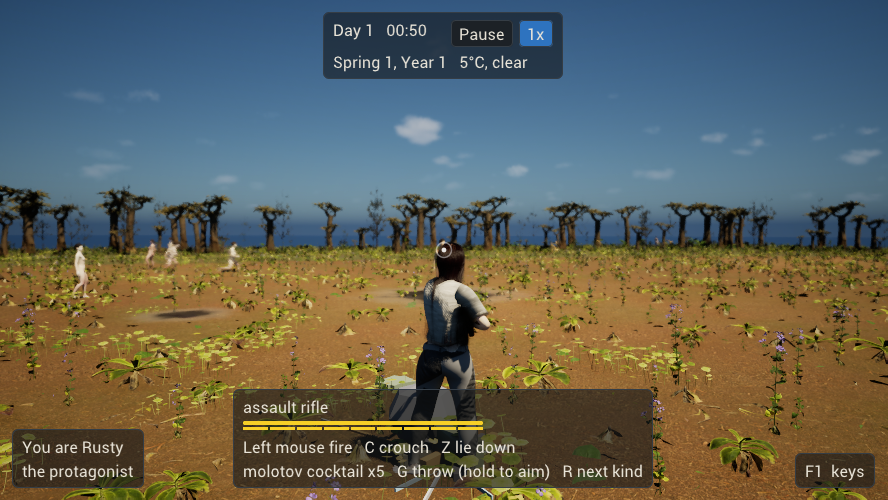 Day 1 00:50 Pause 1x
Spring 1, Year 1 5°C, clear
assault rifle
Left mouse fire C crouch Z lie down
molotov cocktail x5 G throw (hold to aim) R next kind
You are Rusty
the protagonist
F1 keys